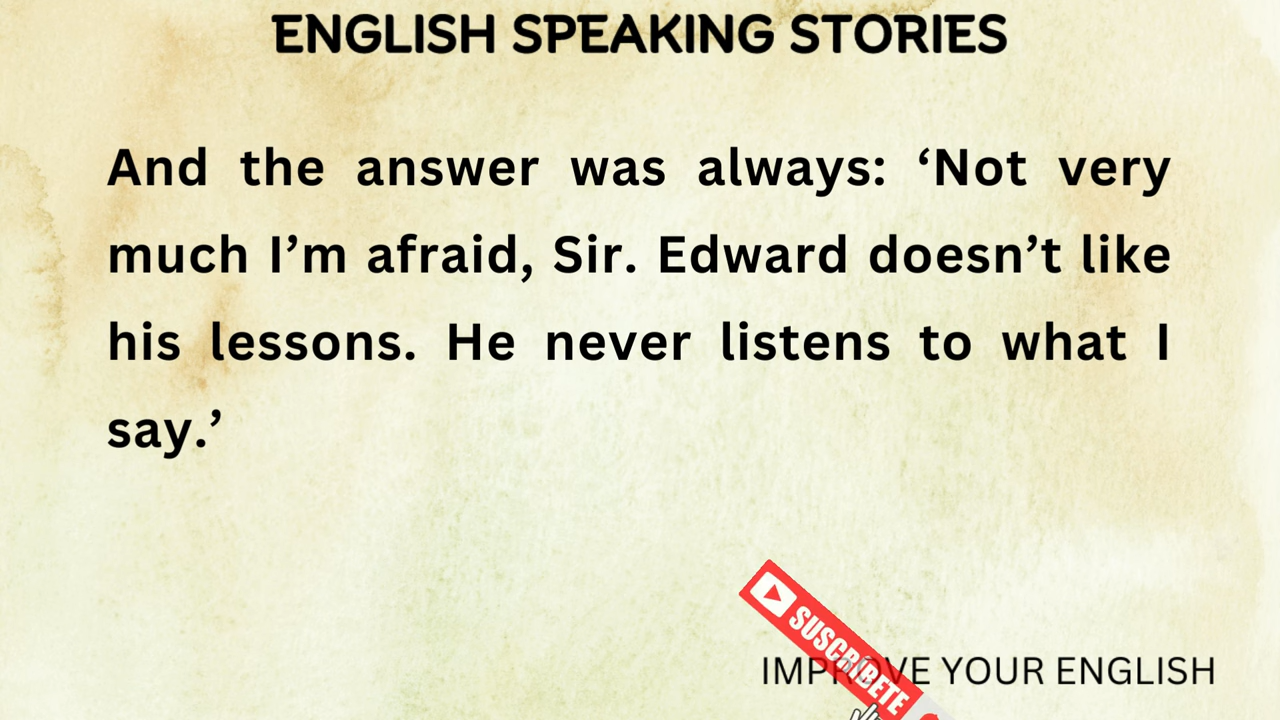 ENGLISH SPEAKING STORIES
And the answer was always: ‘Not very
much I’m afraid, Sir. Edward doesn’t like
his lessons. He never listens to what I
say.’
SUSCRÍBETE
IMPROVE YOUR ENGLISH